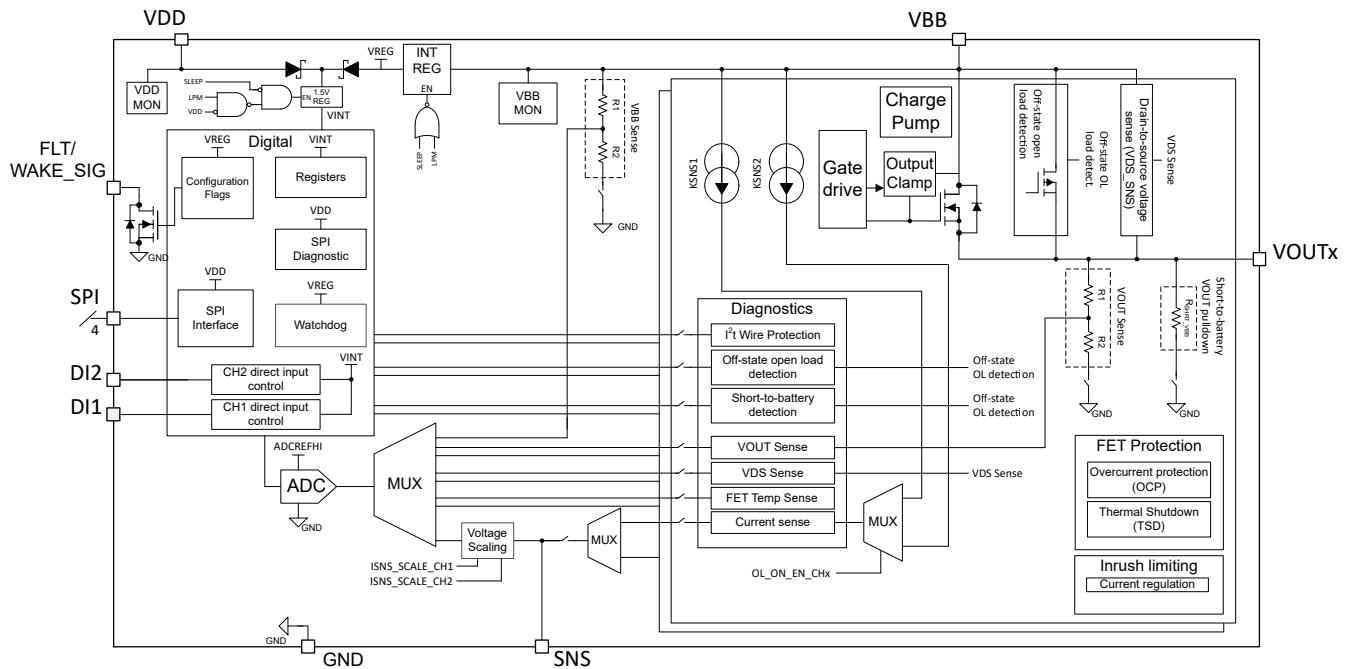 VDD
VBB
VREG
INT
REG
EN
SLEEP
LPM
VDD
EN
1.5V
REG
VINT
VDD
MON
VBB
MON
SLEEP
LPM
R1
R2
VBB Sense
GND
KSNS1
KSNS2
Charge
Pump
Gate
drive
Output
Clamp
Off-state open
load detection
Off-state OL
load detect.
Drain-to-source voltage
sense (VDS_SNS)
VDS Sense
FLT/
WAKE_SIG
GND
Digital
VREG
Configuration
Flags
VINT
Registers
VDD
SPI
Diagnostic
VDD
SPI
Interface
VREG
Watchdog
SPI
4
DI2
CH2 direct input
control
VINT
DI1
CH1 direct input
control
VOUTx
R1
R2
VOUT Sense
GND
RSHRT_VBB
Short-to-battery
VOUT pulldown
GND
Diagnostics
I²t Wire Protection
Off-state open load
detection
Off-state
OL detection
Short-to-battery
detection
Off-state
OL detection
VOUT Sense
VDS Sense
VDS Sense
FET Temp Sense
Current sense
MUX
OL_ON_EN_CHx
ADCREFHI
ADC
GND
MUX
Voltage
Scaling
ISNS_SCALE_CH1
ISNS_SCALE_CH2
MUX
FET Protection
Overcurrent protection
(OCP)
Thermal Shutdown
(TSD)
Inrush limiting
Current regulation
GND
GND
SNS